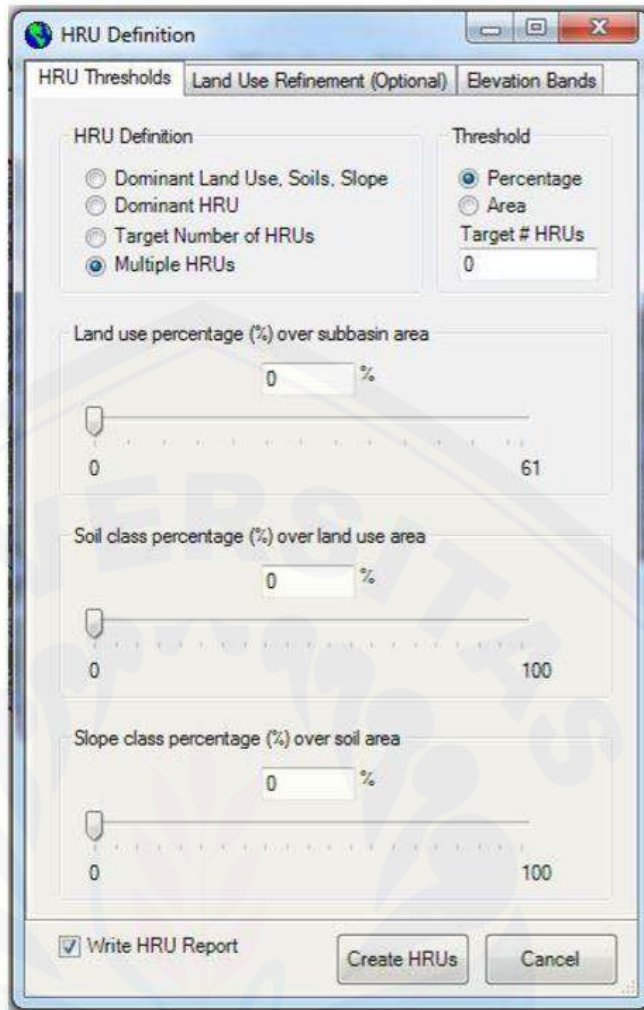 HRU Definition
HRU Thresholds Land Use Refinement (Optional) Elevation Bands
HRU Definition
Dominant Land Use, Soils, Slope
Dominant HRU
Target Number of HRUs
Multiple HRUs
Threshold
Percentage
Area
Target # HRUs
0
Land use percentage (%) over subbasin area
0 %
0 61
Soil class percentage (%) over land use area
0 %
0 100
Slope class percentage (%) over soil area
0 %
0 100
Write HRU Report Create HRUs Cancel
VERSITAS